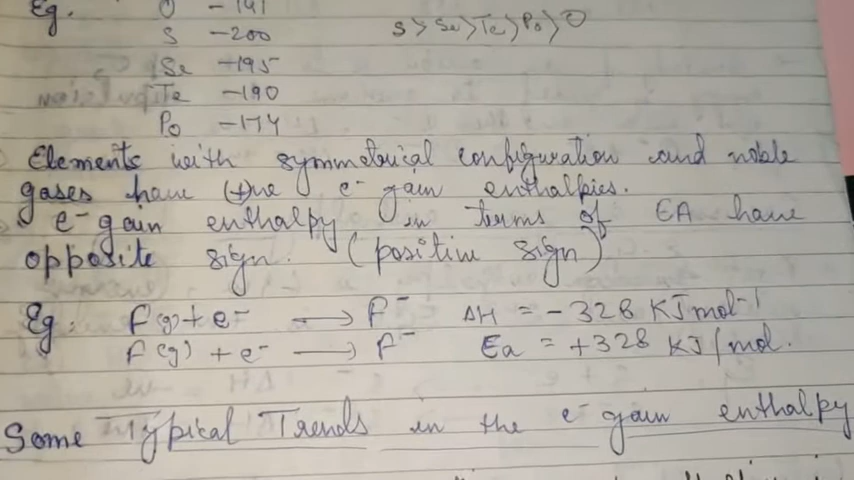 Eg. O -141
S -200 S > Se > Te > Po > O
Se -195
Te -190
Po -174
Elements with symmetrical configuration and noble
gases have (+)ve e- gain enthalpies.
e- gain enthalpy in terms of EA have
opposite sign. (positive sign)
Eg: F(g) + e- → F- ΔH = -328 KJ mol-1
F(g) + e- → F- Ea = +328 KJ/mol.
Some Typical Trends in the e- gain enthalpy